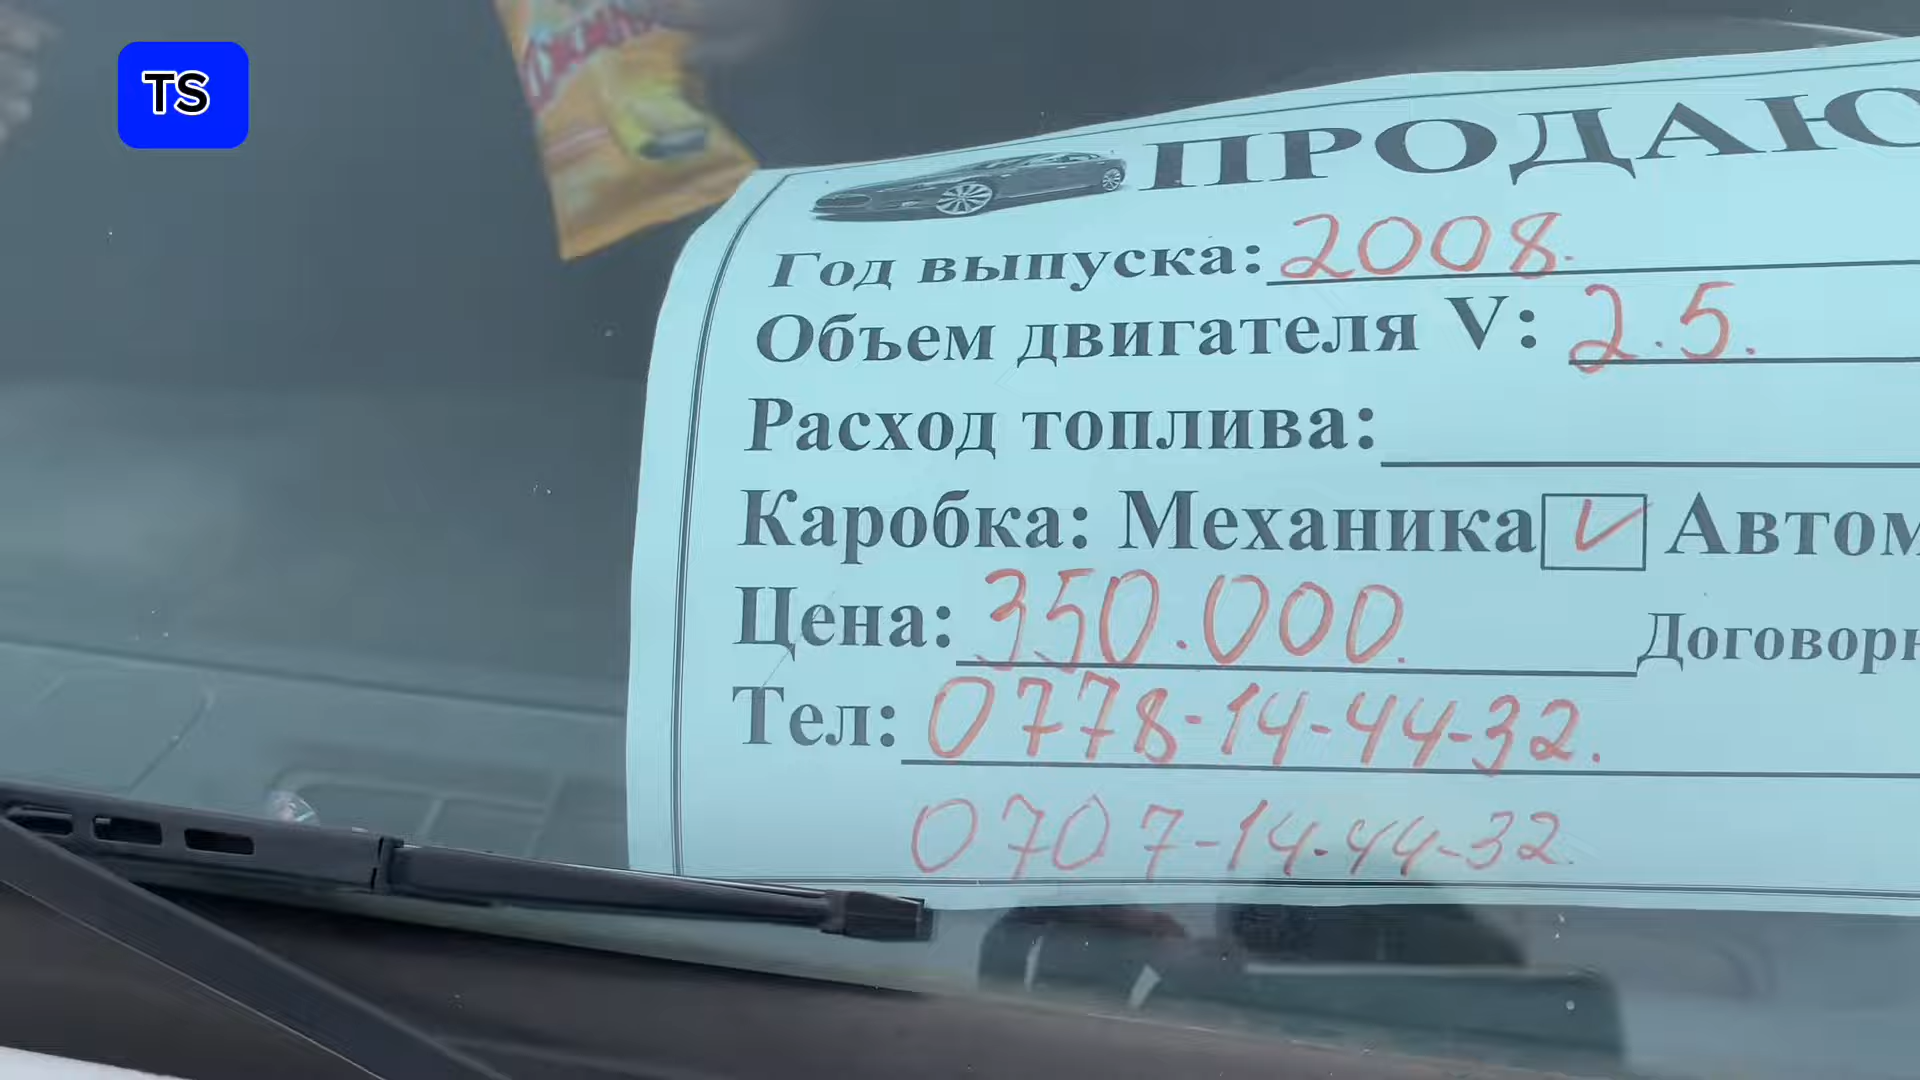 TS
ПРОДАЮ
Год выпуска: 2008.
Объем двигателя V: 2.5.
Расход топлива:
Каробка: Механика ✓ Автом
Цена: 350.000. Договорн
Тел: 0778-14-44-32.
0707-14-44-32